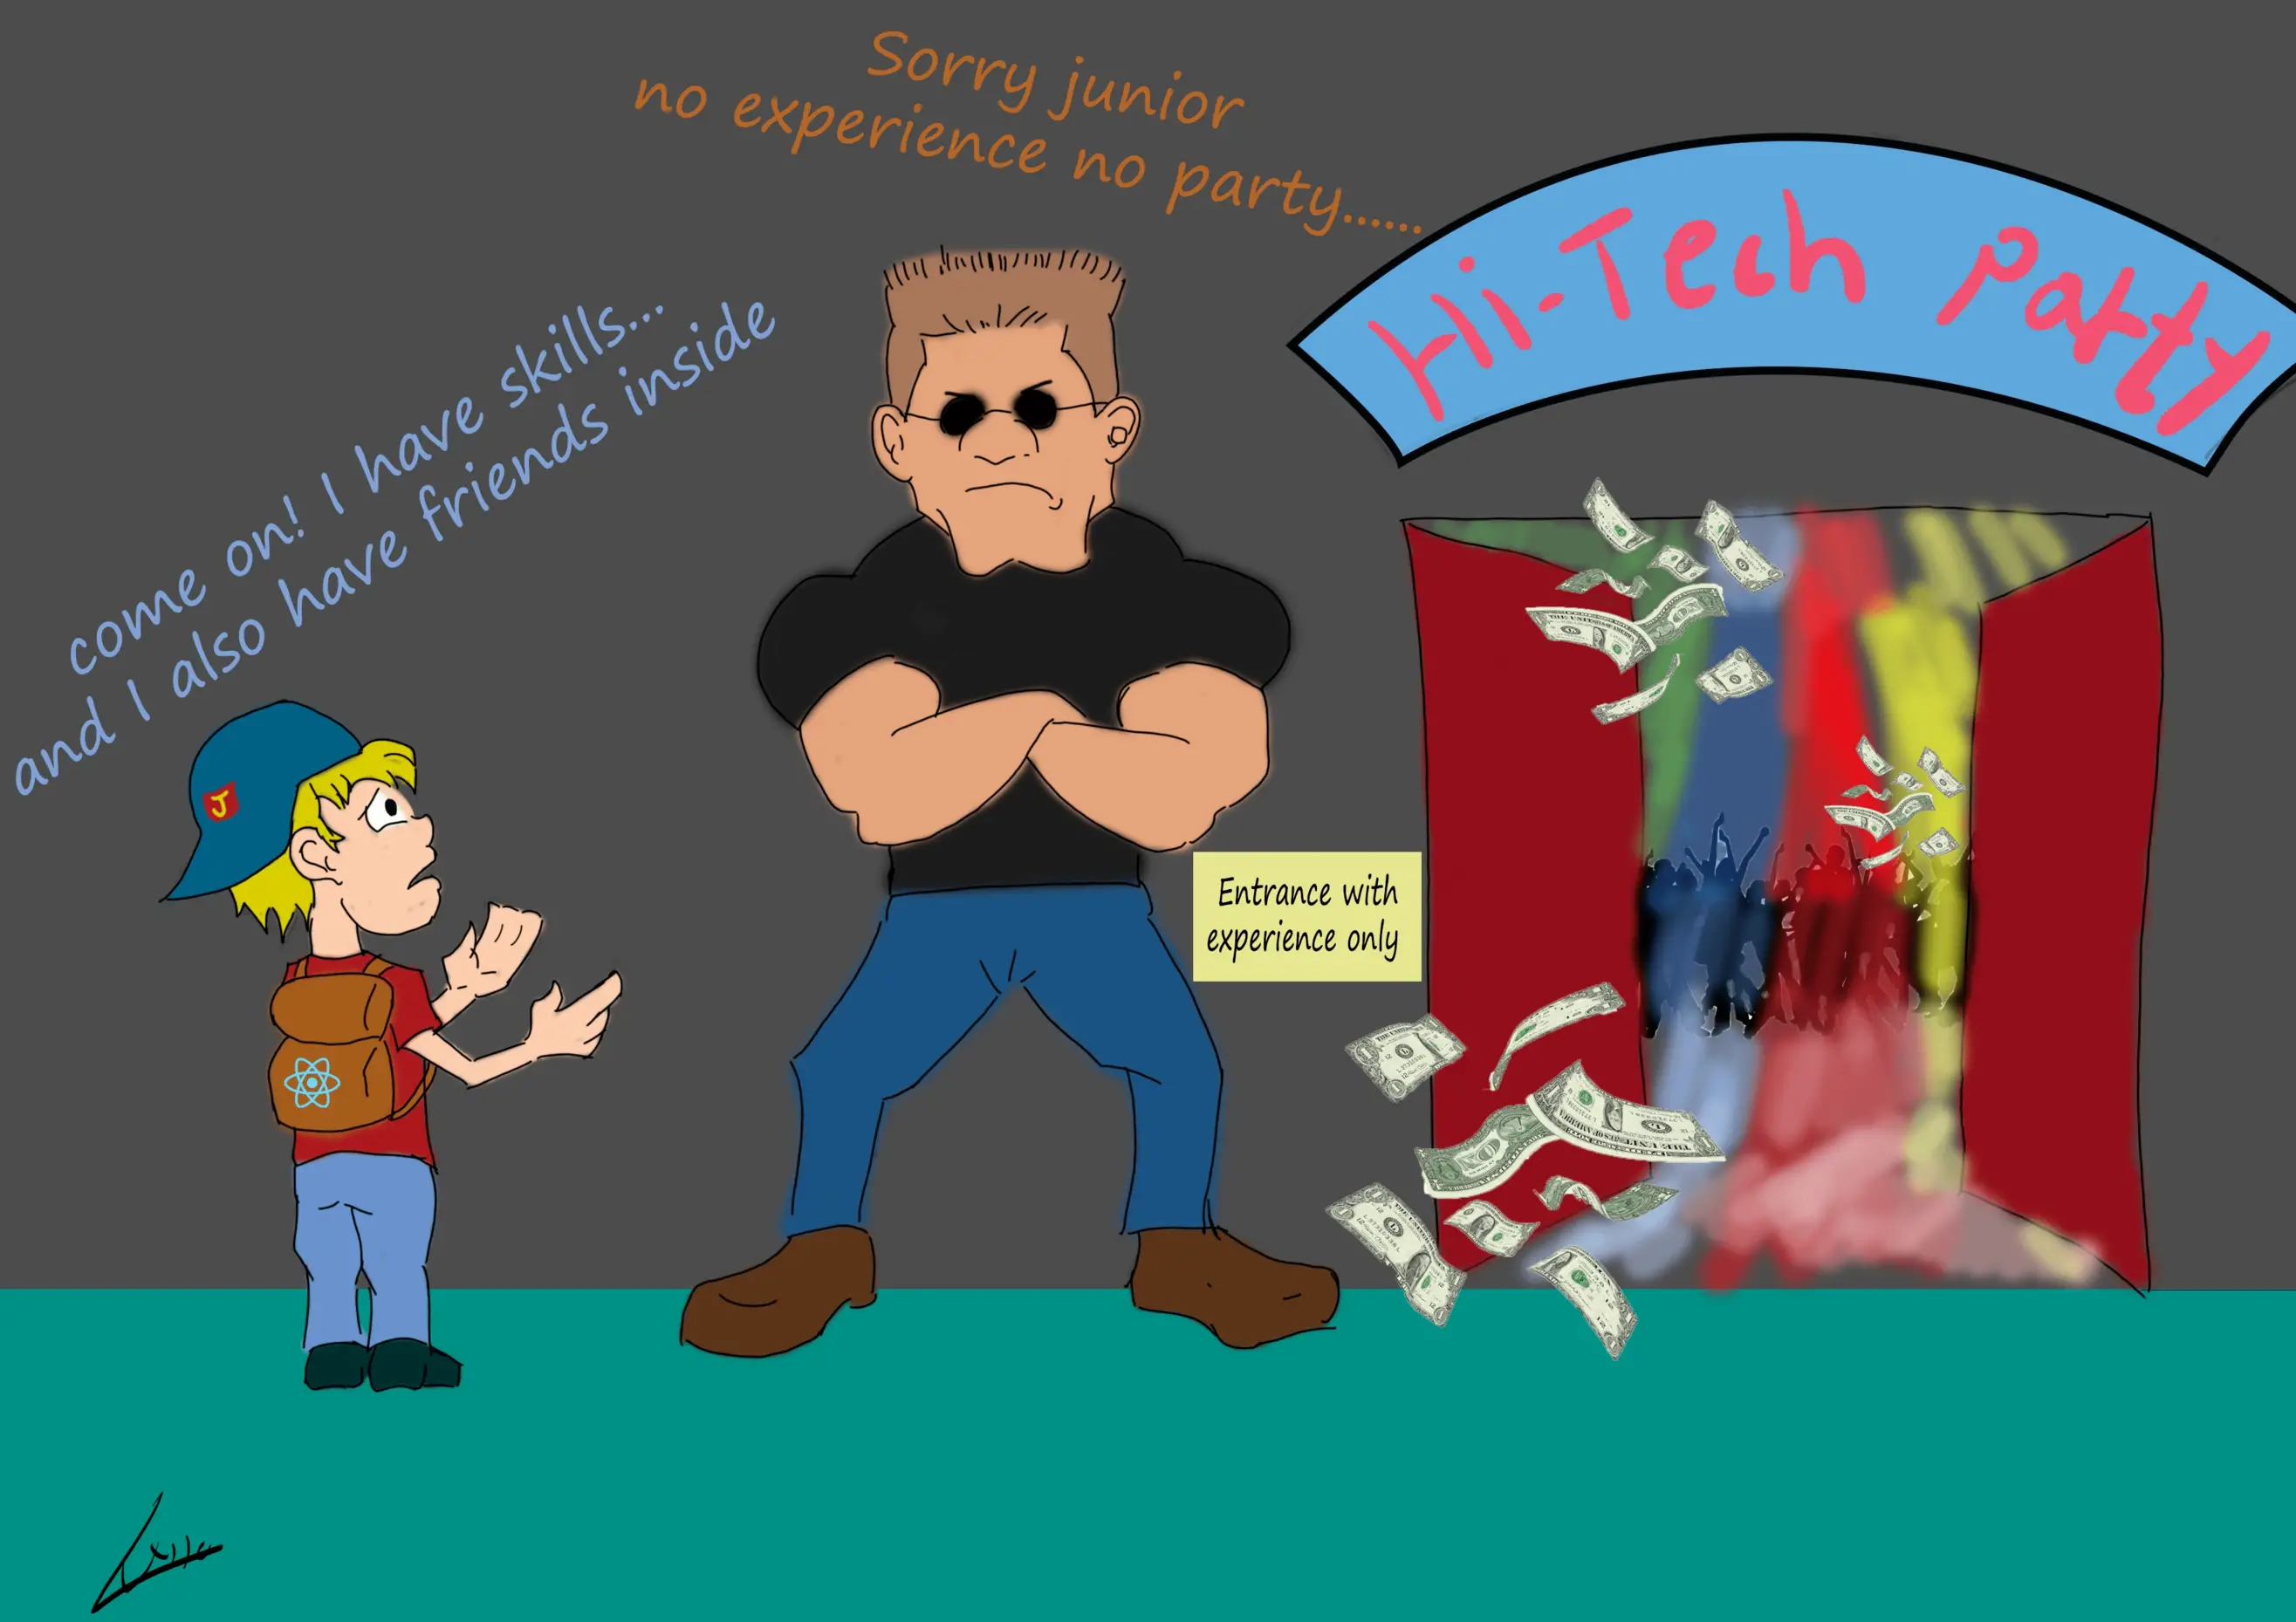 Sorry junior
no experience no party......
Hi-Tech party
come on! I have skills...
and I also have friends inside
J
Entrance with
experience only